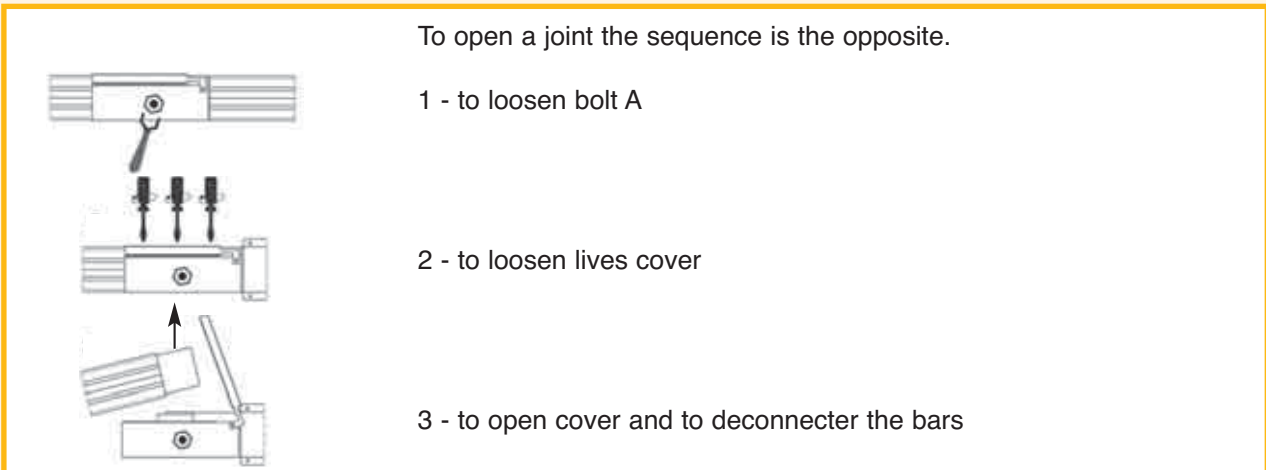 To open a joint the sequence is the opposite.
1 - to loosen bolt A
2 - to loosen lives cover
3 - to open cover and to deconnecter the bars